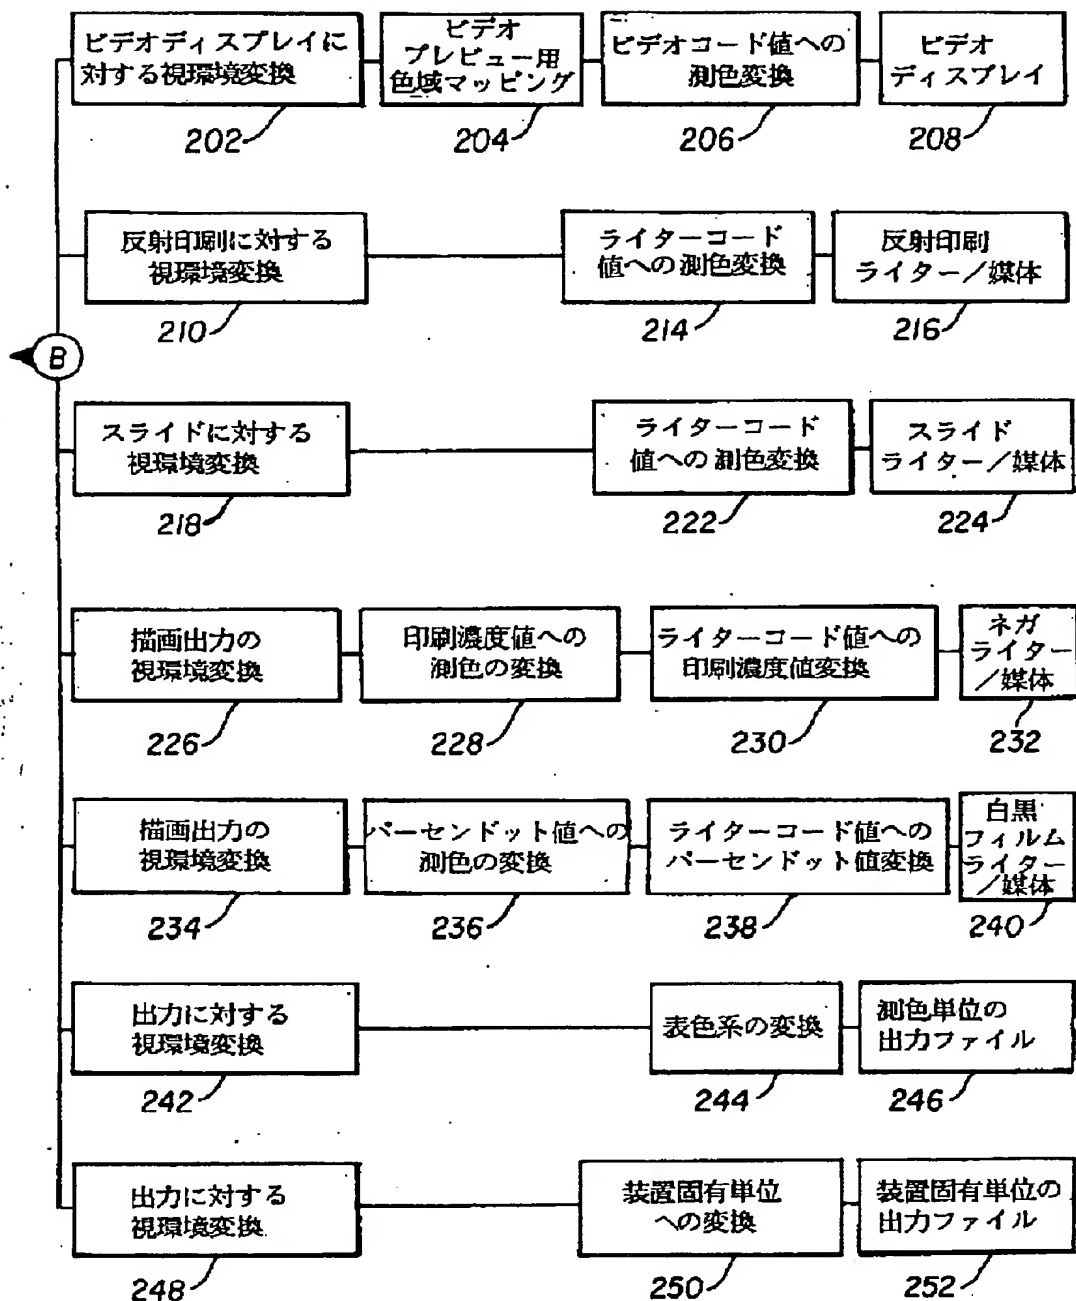 ビデオディスプレイに
対する視環境変換
202
ビデオ
プレビュー用
色域マッピング
204
ビデオコード値への
測色変換
206
ビデオ
ディスプレイ
208
反射印刷に対する
視環境変換
210
ライターコード
値への測色変換
214
反射印刷
ライター/媒体
216
B
スライドに対する
視環境変換
218
ライターコード
値への測色変換
222
スライド
ライター/媒体
224
描画出力の
視環境変換
226
印刷濃度値への
測色の変換
228
ライターコード値への
印刷濃度値変換
230
ネガ
ライター
/媒体
232
描画出力の
視環境変換
234
パーセンドット値への
測色の変換
236
ライターコード値への
パーセンドット値変換
238
白黒
フィルム
ライター
/媒体
240
出力に対する
視環境変換
242
表色系の変換
244
測色単位の
出力ファイル
246
出力に対する
視環境変換
248
装置固有単位
への変換
250
装置固有単位の
出力ファイル
252